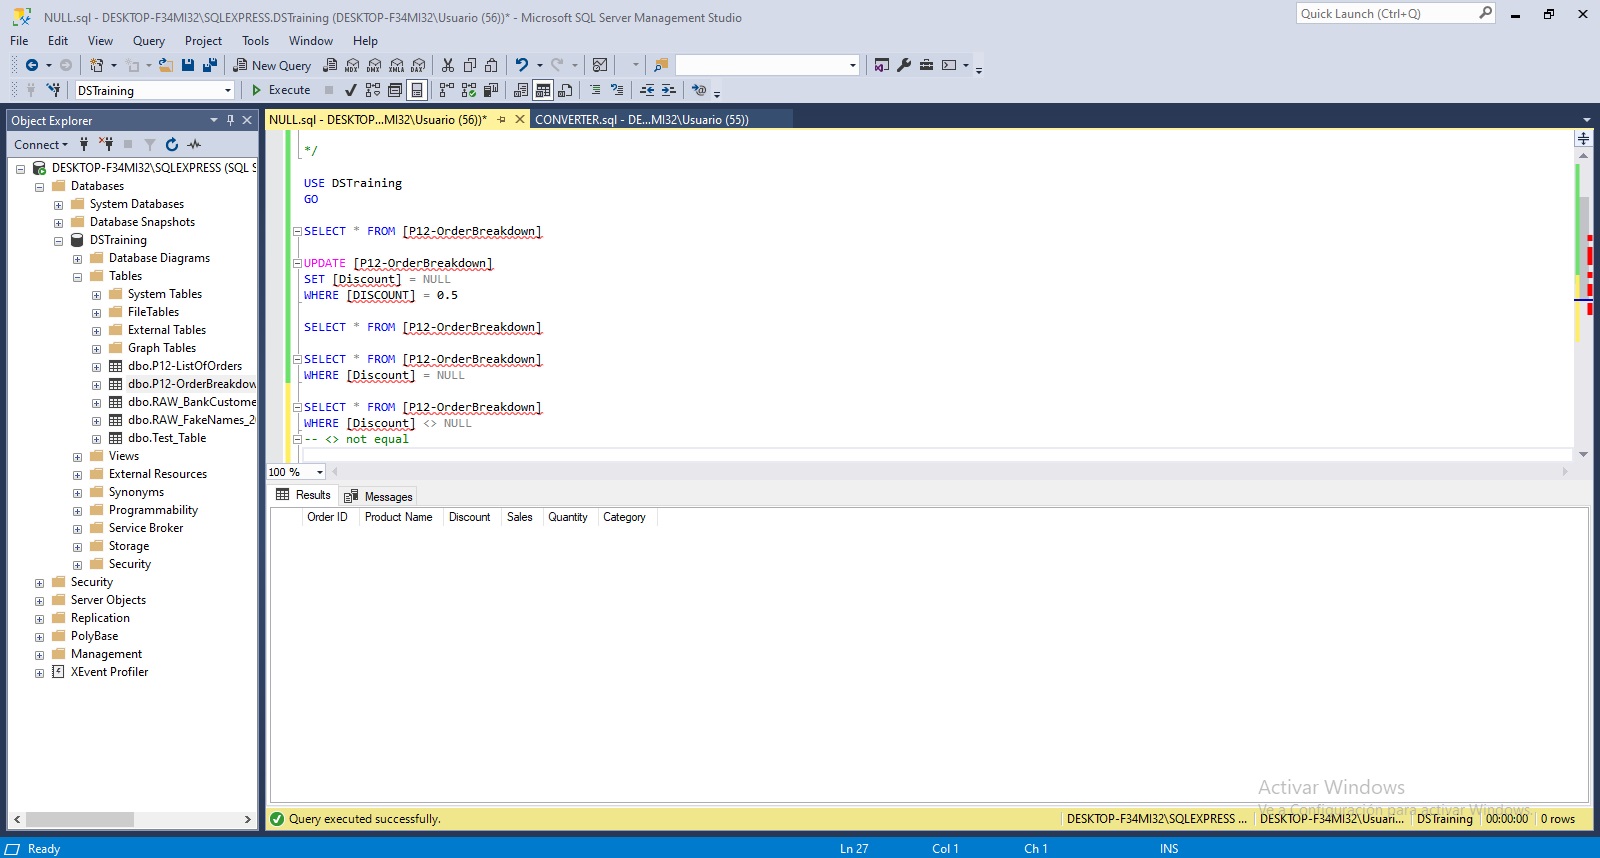 NULL.sql - DESKTOP-F34MI32\SQLEXPRESS.DSTraining (DESKTOP-F34MI32\Usuario (56))* - Microsoft SQL Server Management Studio
Quick Launch (Ctrl+Q)
File Edit View Query Project Tools Window Help
New Query MDX DMX XMLA DAX
DSTraining Execute
Object Explorer
NULL.sql - DESKTOP...MI32\Usuario (56))* CONVERTER.sql - DE...MI32\Usuario (55))
Connect
DESKTOP-F34MI32\SQLEXPRESS (SQL S
Databases
System Databases
Database Snapshots
DSTraining
Database Diagrams
Tables
System Tables
FileTables
External Tables
Graph Tables
dbo.P12-ListOfOrders
dbo.P12-OrderBreakdow
dbo.RAW_BankCustome
dbo.RAW_FakeNames_2
dbo.Test_Table
Views
External Resources
Synonyms
Programmability
Service Broker
Storage
Security
Security
Server Objects
Replication
PolyBase
Management
XEvent Profiler
*/
USE DSTraining
GO
SELECT * FROM [P12-OrderBreakdown]
UPDATE [P12-OrderBreakdown]
SET [Discount] = NULL
WHERE [DISCOUNT] = 0.5
SELECT * FROM [P12-OrderBreakdown]
SELECT * FROM [P12-OrderBreakdown]
WHERE [Discount] = NULL
SELECT * FROM [P12-OrderBreakdown]
WHERE [Discount] <> NULL
-- <> not equal
100 %
Results Messages
Order ID Product Name Discount Sales Quantity Category
Activar Windows
Ve a Configuración para activar Windows.
Query executed successfully. DESKTOP-F34MI32\SQLEXPRESS ... DESKTOP-F34MI32\Usuari... DSTraining 00:00:00 0 rows
Ready Ln 27 Col 1 Ch 1 INS